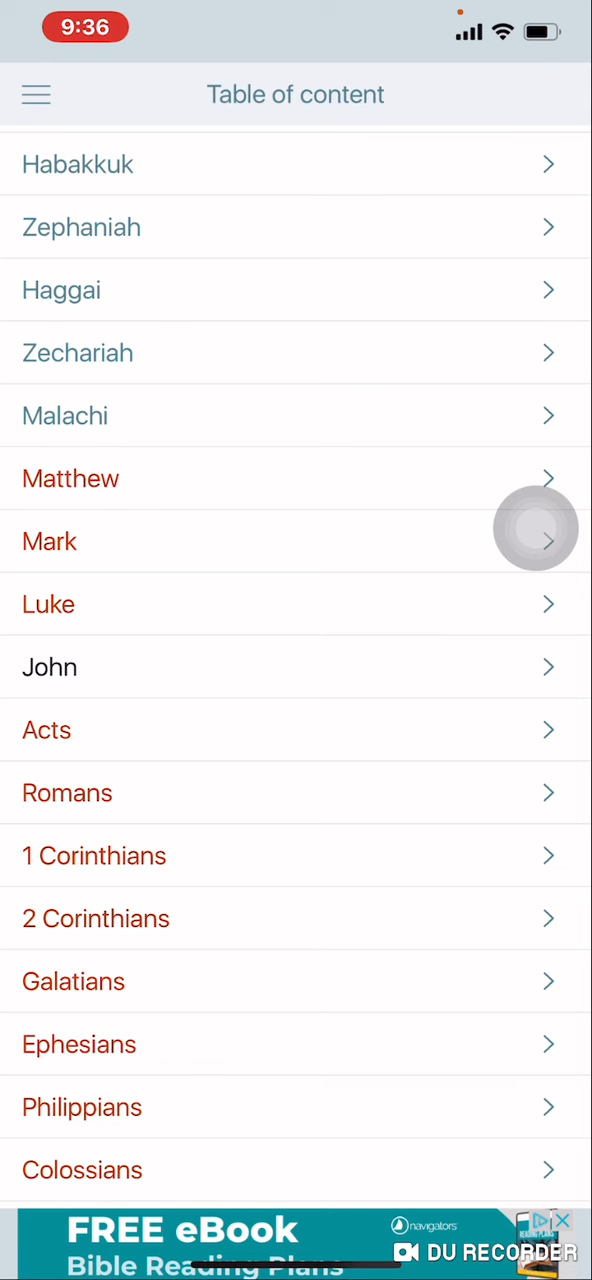 9:36
Table of content
Habakkuk
Zephaniah
Haggai
Zechariah
Malachi
Matthew
Mark
Luke
John
Acts
Romans
1 Corinthians
2 Corinthians
Galatians
Ephesians
Philippians
Colossians
FREE eBook
navigators
Bible Reading Plans
DU RECORDER